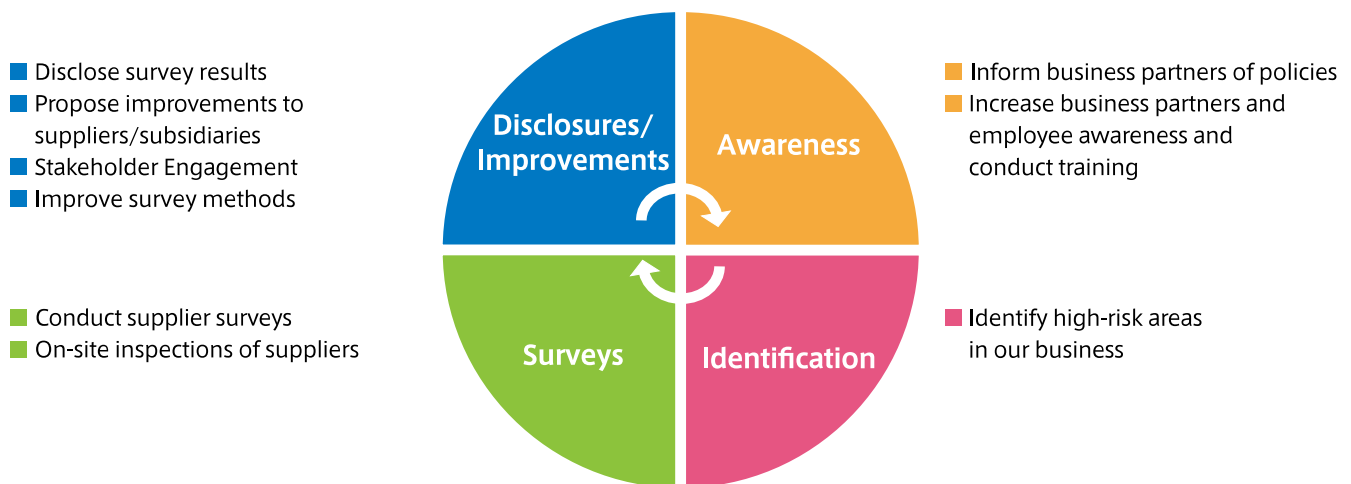 Disclose survey results
Propose improvements to
suppliers/subsidiaries
Stakeholder Engagement
Improve survey methods
Disclosures/
Improvements
Awareness
Inform business partners of policies
Increase business partners and
employee awareness and
conduct training
Conduct supplier surveys
On-site inspections of suppliers
Surveys
Identification
Identify high-risk areas
in our business